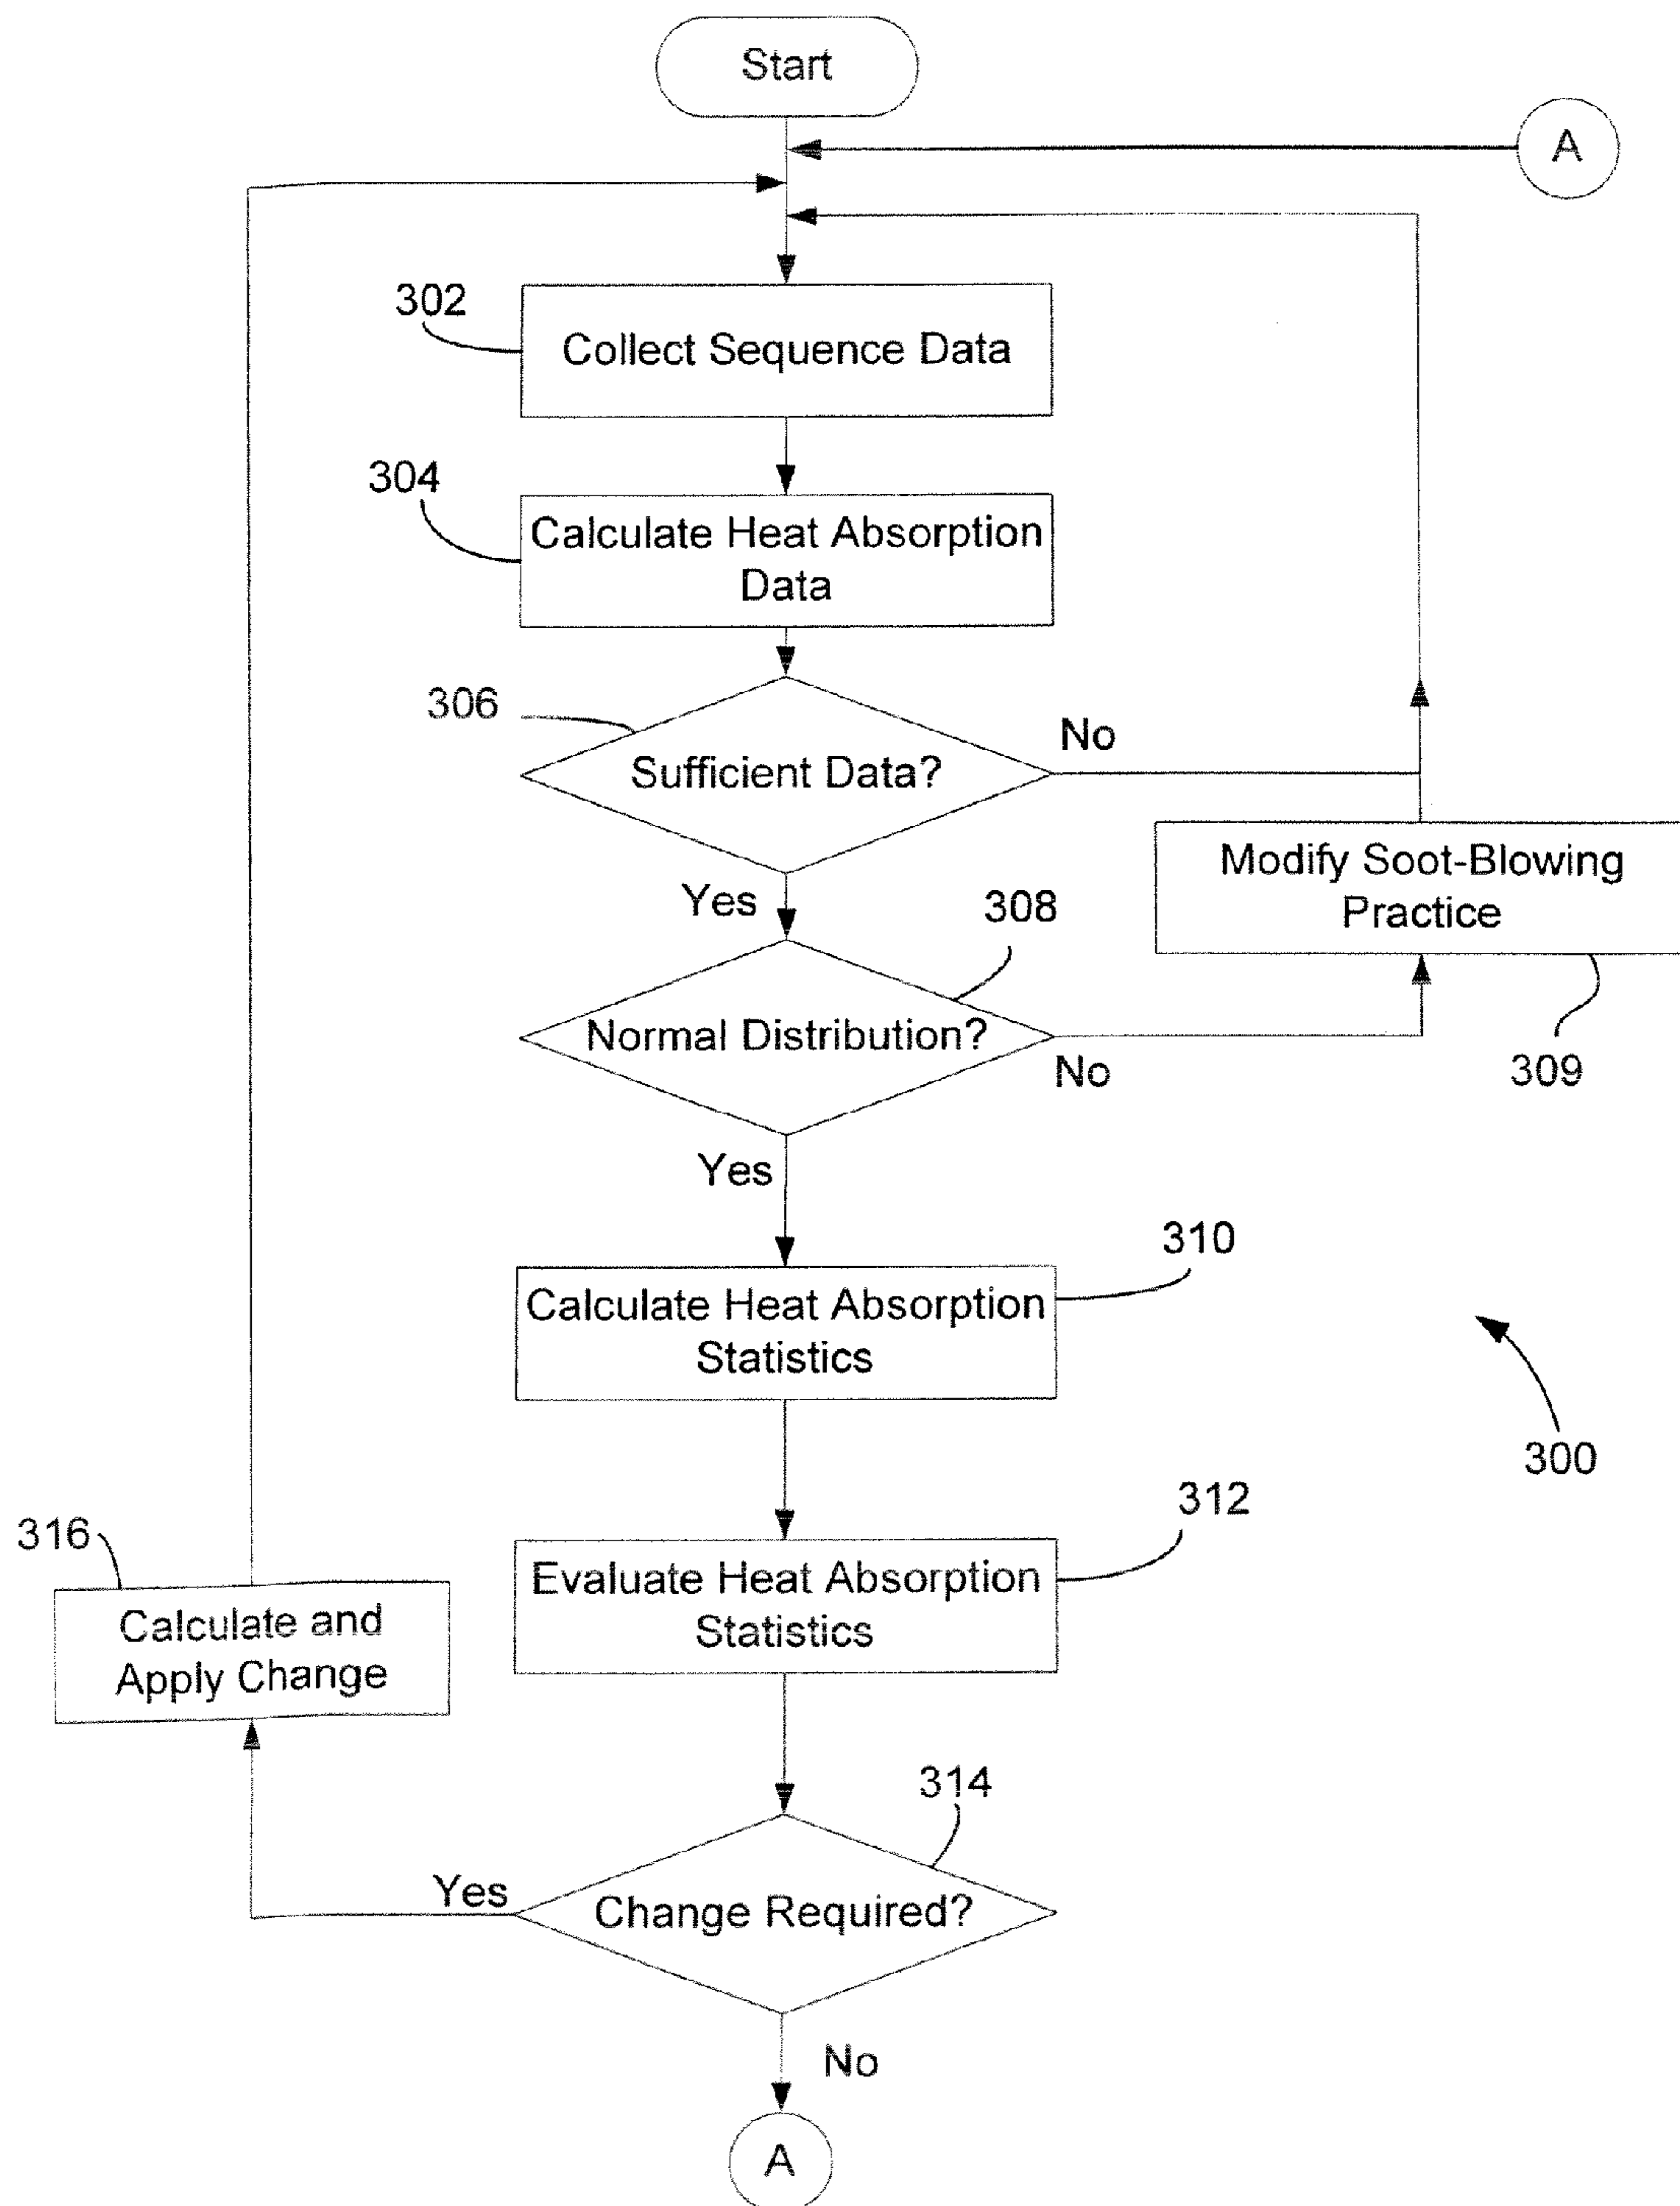 Start
A
302
Collect Sequence Data
304
Calculate Heat Absorption
Data
306
Sufficient Data?
No
Yes
Modify Soot-Blowing
Practice
309
308
Normal Distribution?
No
Yes
310
Calculate Heat Absorption
Statistics
300
312
Evaluate Heat Absorption
Statistics
316
Calculate and
Apply Change
314
Change Required?
Yes
No
A